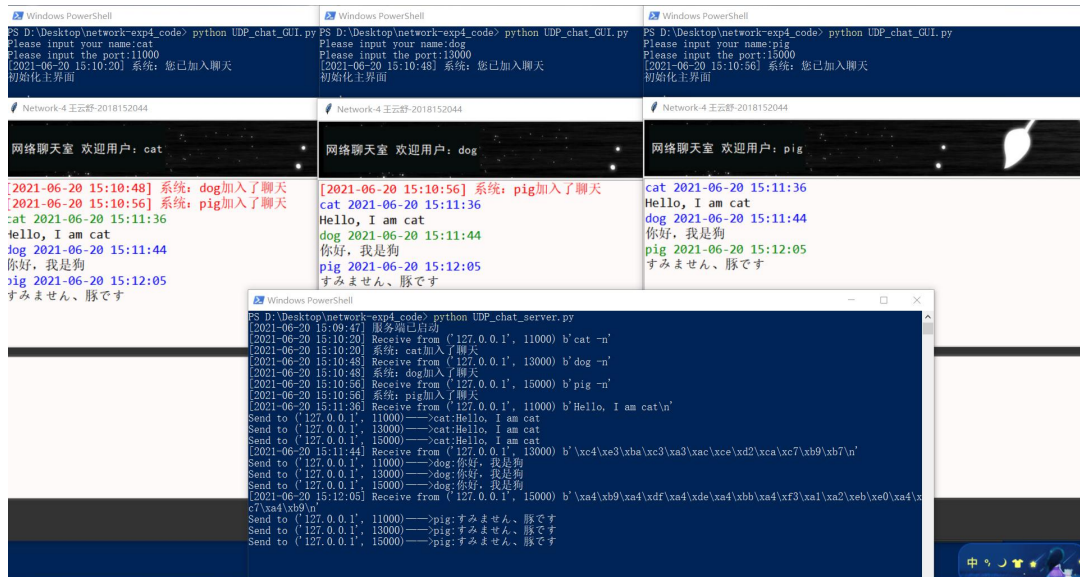 Windows PowerShell
PS D:\Desktop\network-exp4_code> python UDP_chat_GUI.py
Please input your name:cat
Please input the port:11000
[2021-06-20 15:10:20] 系统: 您已加入聊天
初始化主界面
Windows PowerShell
PS D:\Desktop\network-exp4_code> python UDP_chat_GUI.py
Please input your name:dog
Please input the port:13000
[2021-06-20 15:10:48] 系统: 您已加入聊天
初始化主界面
Windows PowerShell
PS D:\Desktop\network-exp4_code> python UDP_chat_GUI.py
Please input your name:pig
Please input the port:15000
[2021-06-20 15:10:56] 系统: 您已加入聊天
初始化主界面
Network-4 王云舒-2018152044
网络聊天室 欢迎用户: cat
[2021-06-20 15:10:48] 系统: dog加入了聊天
[2021-06-20 15:10:56] 系统: pig加入了聊天
cat 2021-06-20 15:11:36
Hello, I am cat
dog 2021-06-20 15:11:44
你好，我是狗
pig 2021-06-20 15:12:05
すみません、豚です
Network-4 王云舒-2018152044
网络聊天室 欢迎用户: dog
[2021-06-20 15:10:56] 系统: pig加入了聊天
cat 2021-06-20 15:11:36
Hello, I am cat
dog 2021-06-20 15:11:44
你好，我是狗
pig 2021-06-20 15:12:05
すみません、豚です
Network-4 王云舒-2018152044
网络聊天室 欢迎用户: pig
cat 2021-06-20 15:11:36
Hello, I am cat
dog 2021-06-20 15:11:44
你好，我是狗
pig 2021-06-20 15:12:05
すみません、豚です
Windows PowerShell
PS D:\Desktop\network-exp4_code> python UDP_chat_server.py
[2021-06-20 15:09:47] 服务端已启动
[2021-06-20 15:10:20] Receive from ('127.0.0.1', 11000) b'cat -n'
[2021-06-20 15:10:20] 系统: cat加入了聊天
[2021-06-20 15:10:48] Receive from ('127.0.0.1', 13000) b'dog -n'
[2021-06-20 15:10:48] 系统: dog加入了聊天
[2021-06-20 15:10:56] Receive from ('127.0.0.1', 15000) b'pig -n'
[2021-06-20 15:10:56] 系统: pig加入了聊天
[2021-06-20 15:11:36] Receive from ('127.0.0.1', 11000) b'Hello, I am cat\n'
Send to ('127.0.0.1', 11000)——>cat:Hello, I am cat
Send to ('127.0.0.1', 13000)——>cat:Hello, I am cat
Send to ('127.0.0.1', 15000)——>cat:Hello, I am cat
[2021-06-20 15:11:44] Receive from ('127.0.0.1', 13000) b'\xc4\xe3\xba\xc3\xa3\xac\xce\xd2\xca\xc7\xb9\xb7\n'
Send to ('127.0.0.1', 11000)——>dog:你好，我是狗
Send to ('127.0.0.1', 13000)——>dog:你好，我是狗
Send to ('127.0.0.1', 15000)——>dog:你好，我是狗
[2021-06-20 15:12:05] Receive from ('127.0.0.1', 15000) b'\xa4\xb9\xa4\xdf\xa4\xde\xa4\xbb\xa4\xf3\xa1\xa2\xeb\xe0\xa4\x
c7\xa4\xb9\n'
Send to ('127.0.0.1', 11000)——>pig:すみません、豚です
Send to ('127.0.0.1', 13000)——>pig:すみません、豚です
Send to ('127.0.0.1', 15000)——>pig:すみません、豚です
中